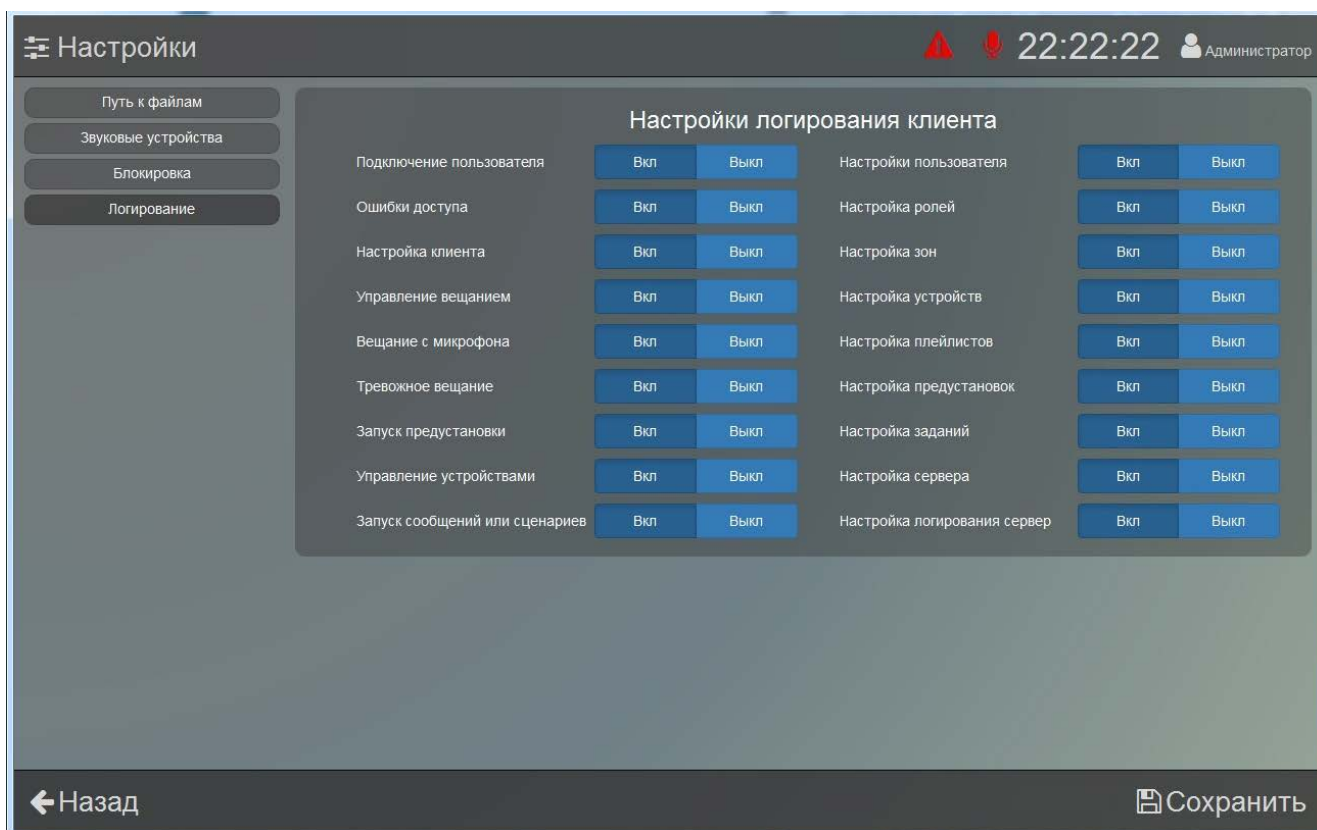 Настройки
22:22:22
Администратор
Путь к файлам
Звуковые устройства
Блокировка
Логирование
Настройки логирования клиента
Подключение пользователя Вкл Выкл Настройки пользователя Вкл Выкл
Ошибки доступа Вкл Выкл Настройка ролей Вкл Выкл
Настройка клиента Вкл Выкл Настройка зон Вкл Выкл
Управление вещанием Вкл Выкл Настройка устройств Вкл Выкл
Вещание с микрофона Вкл Выкл Настройка плейлистов Вкл Выкл
Тревожное вещание Вкл Выкл Настройка предустановок Вкл Выкл
Запуск предустановки Вкл Выкл Настройка заданий Вкл Выкл
Управление устройствами Вкл Выкл Настройка сервера Вкл Выкл
Запуск сообщений или сценариев Вкл Выкл Настройка логирования сервер Вкл Выкл
Назад
Сохранить